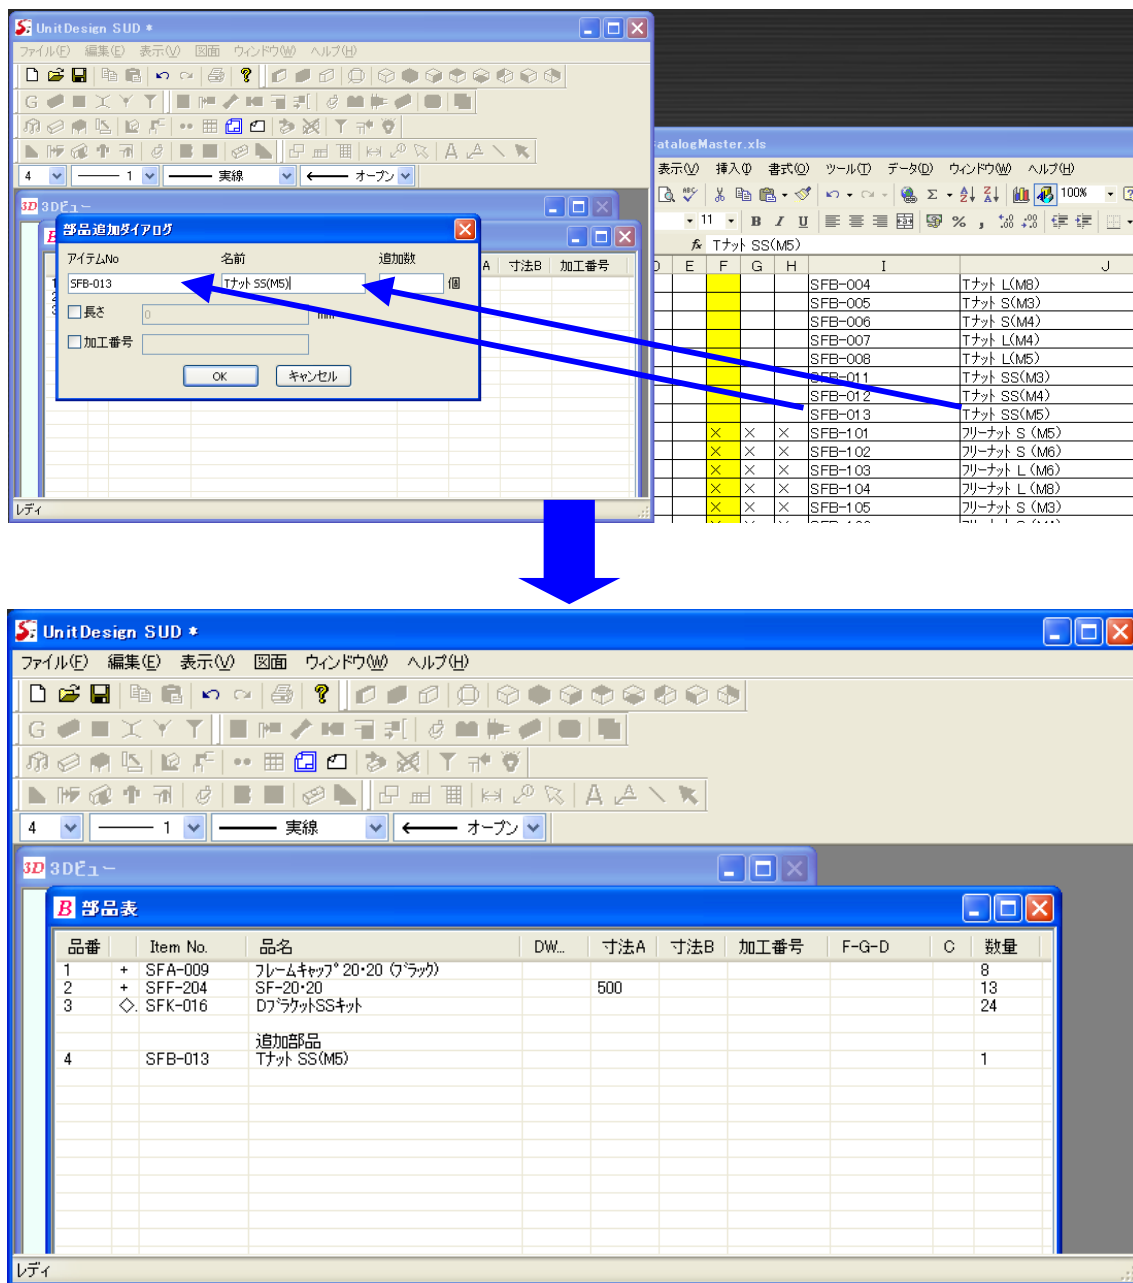 UnitDesign SUD *
ファイル(F) 編集(E) 表示(V) 図面 ウィンドウ(W) ヘルプ(H)
4 1 実線 オープン
3D 3Dビュー
部品追加ダイアログ
アイテムNo 名前 追加数
SFB-013 Tナット SS(M5) 個
長さ 0 mm
加工番号
OK キャンセル
A 寸法B 加工番号
レディ
CatalogMaster.xls
表示(V) 挿入(I) 書式(O) ツール(T) データ(D) ウィンドウ(W) ヘルプ(H)
100%
11 B I U
fx Tナット SS(M5)
D E F G H I J
SFB-004 Tナット L(M8)
SFB-005 Tナット S(M3)
SFB-006 Tナット S(M4)
SFB-007 Tナット L(M4)
SFB-008 Tナット L(M5)
SFB-011 Tナット SS(M3)
SFB-012 Tナット SS(M4)
SFB-013 Tナット SS(M5)
× × × SFB-101 フリーナット S (M5)
× × × SFB-102 フリーナット S (M6)
× × × SFB-103 フリーナット L (M6)
× × × SFB-104 フリーナット L (M8)
× × × SFB-105 フリーナット S (M3)
UnitDesign SUD *
ファイル(F) 編集(E) 表示(V) 図面 ウィンドウ(W) ヘルプ(H)
4 1 実線 オープン
3D 3Dビュー
B 部品表
品番 Item No. 品名 DW... 寸法A 寸法B 加工番号 F-G-D C 数量
1 + SFA-009 フレームキャップ20・20 (ブラック) 8
2 + SFF-204 SF-20・20 500 13
3 ◇. SFK-016 DブラケットSSキット 24
追加部品
4 SFB-013 Tナット SS(M5) 1
レディ